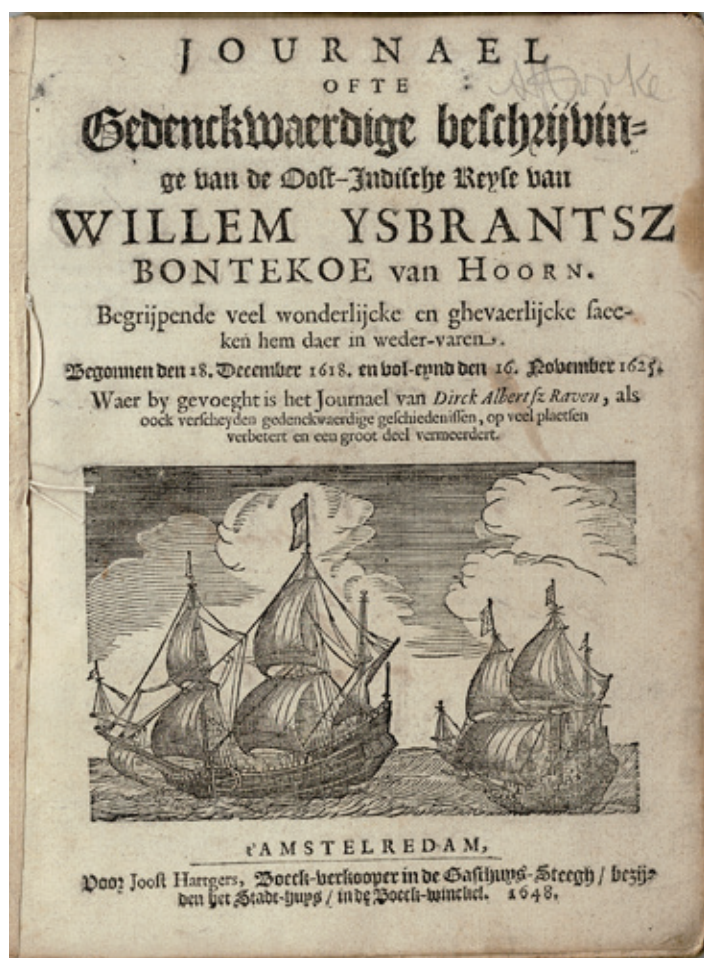 JOURNAEL
OFTE
Gedenckwaerdige beschrijvin-
ge van de Oost-Indische Reyse van
WILLEM YSBRANTSZ
BONTEKOE van HOORN.
Begrijpende veel wonderlijcke en ghevaerlijcke saec-
ken hem daer in weder-varen.
Begonnen den 18. December 1618. en vol-eynd den 16. November 1625.
Waer by gevoeght is het Journael van Dirck Albertsz Raven, als
oock verscheyden gedenckwaerdige geschiedenissen, op veel plaetsen
verbetert en een groot deel vermeerdert.
t'AMSTELREDAM,
Voor Joost Hartgers, Boeck-verkooper in de Gasthuys-Steegh / bezij-
den het Stadt-huys / in de Boeck-winckel. 1648.